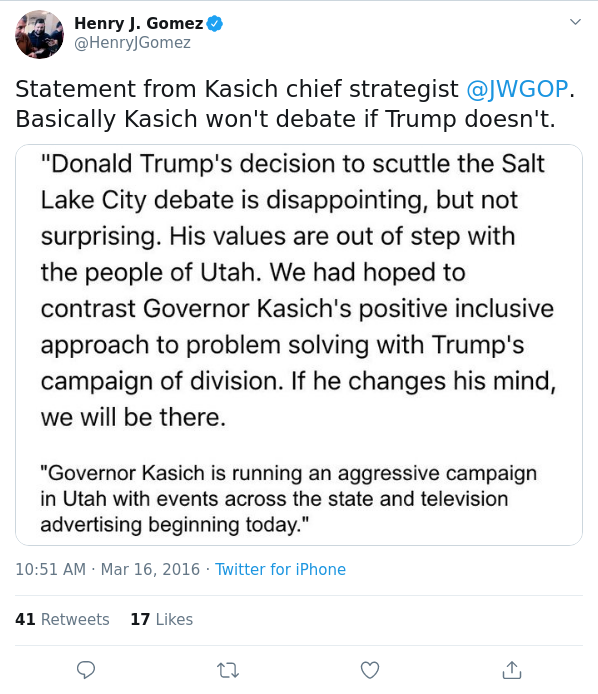 Henry J. Gomez
@HenryJGomez
Statement from Kasich chief strategist @JWGOP.
Basically Kasich won't debate if Trump doesn't.
"Donald Trump's decision to scuttle the Salt
Lake City debate is disappointing, but not
surprising. His values are out of step with
the people of Utah. We had hoped to
contrast Governor Kasich's positive inclusive
approach to problem solving with Trump's
campaign of division. If he changes his mind,
we will be there.
"Governor Kasich is running an aggressive campaign
in Utah with events across the state and television
advertising beginning today."
10:51 AM · Mar 16, 2016 · Twitter for iPhone
41 Retweets 17 Likes